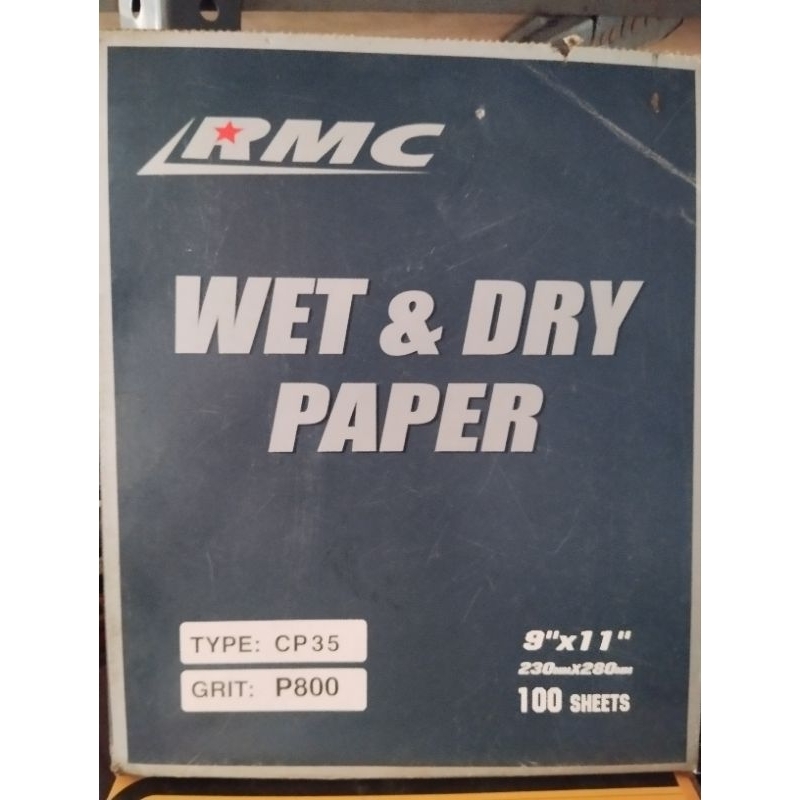 RMC
WET & DRY
PAPER
TYPE: CP35
GRIT: P800
9"x11"
230mmX280mm
100 SHEETS